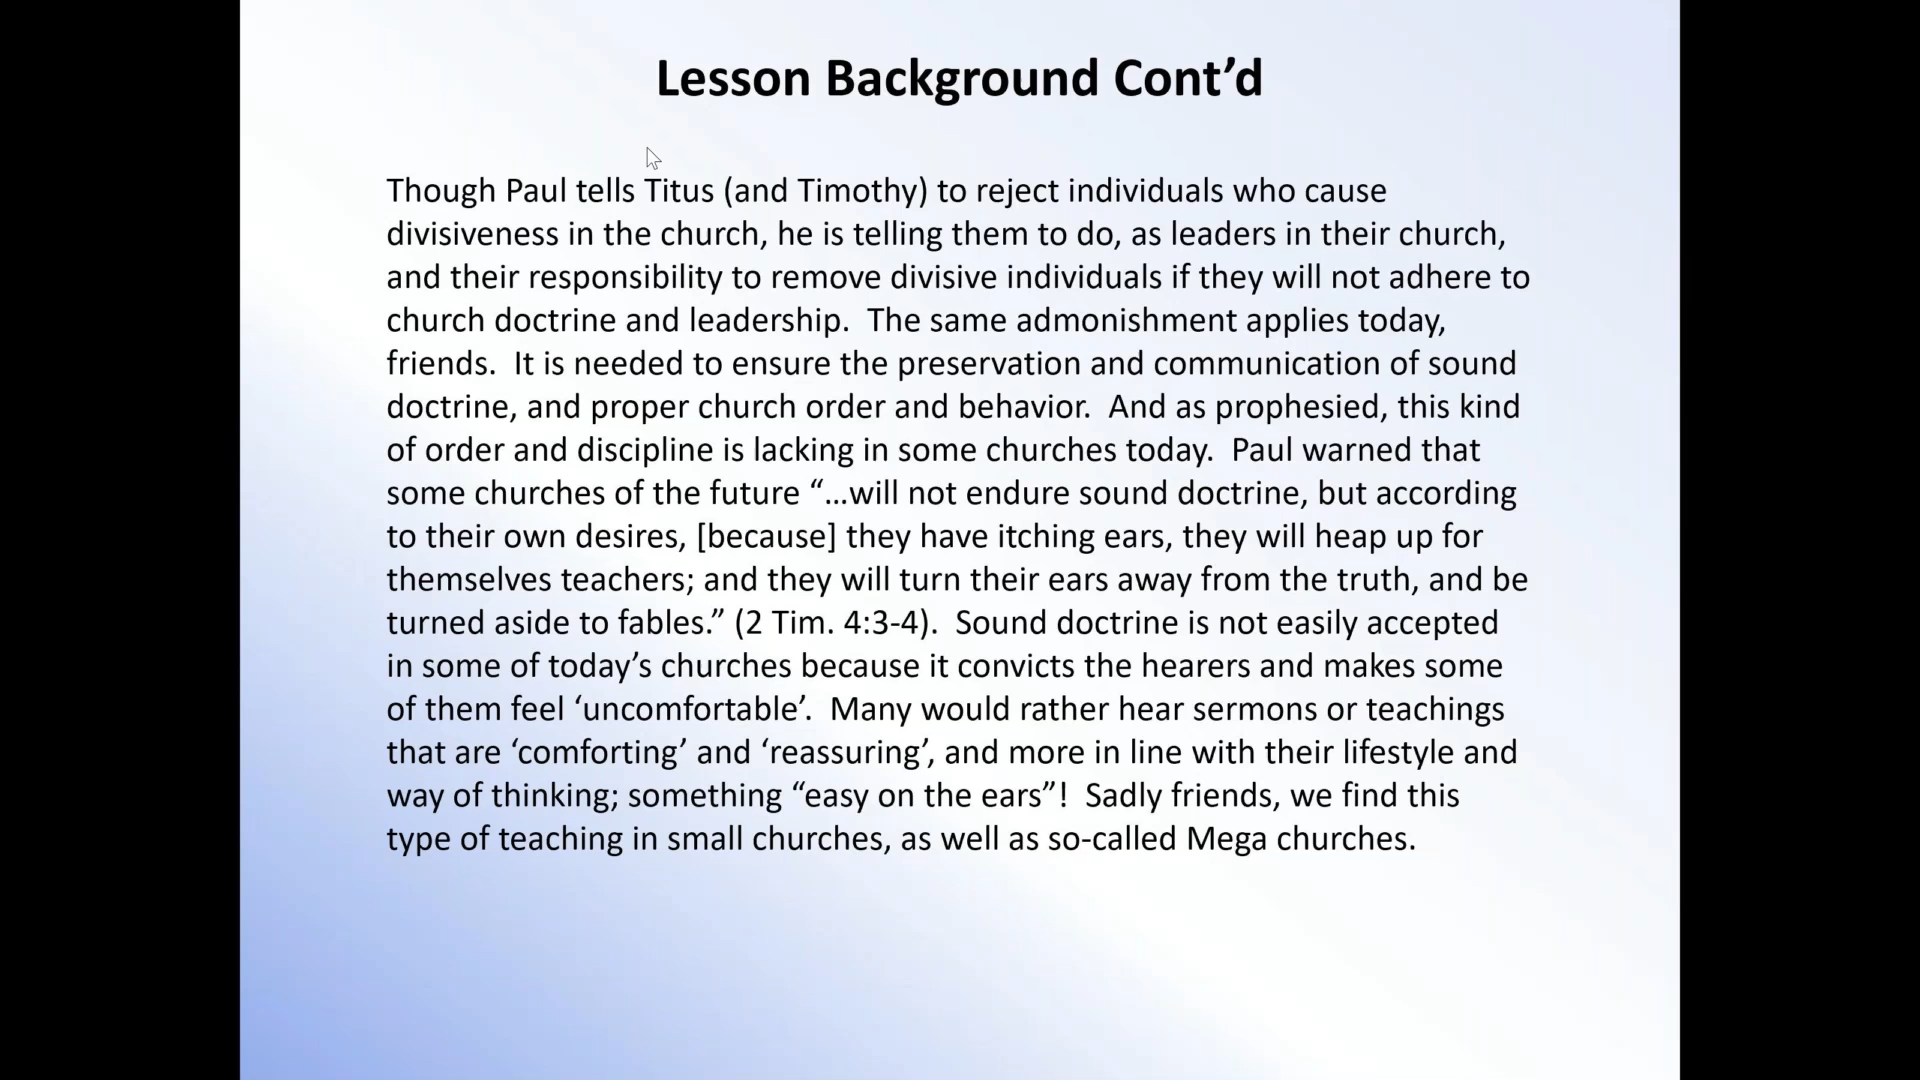 Lesson Background Cont’d
Though Paul tells Titus (and Timothy) to reject individuals who cause
divisiveness in the church, he is telling them to do, as leaders in their church,
and their responsibility to remove divisive individuals if they will not adhere to
church doctrine and leadership.  The same admonishment applies today,
friends.  It is needed to ensure the preservation and communication of sound
doctrine, and proper church order and behavior.  And as prophesied, this kind
of order and discipline is lacking in some churches today.  Paul warned that
some churches of the future “…will not endure sound doctrine, but according
to their own desires, [because] they have itching ears, they will heap up for
themselves teachers; and they will turn their ears away from the truth, and be
turned aside to fables.” (2 Tim. 4:3-4).  Sound doctrine is not easily accepted
in some of today’s churches because it convicts the hearers and makes some
of them feel ‘uncomfortable’.  Many would rather hear sermons or teachings
that are ‘comforting’ and ‘reassuring’, and more in line with their lifestyle and
way of thinking; something “easy on the ears”!  Sadly friends, we find this
type of teaching in small churches, as well as so-called Mega churches.